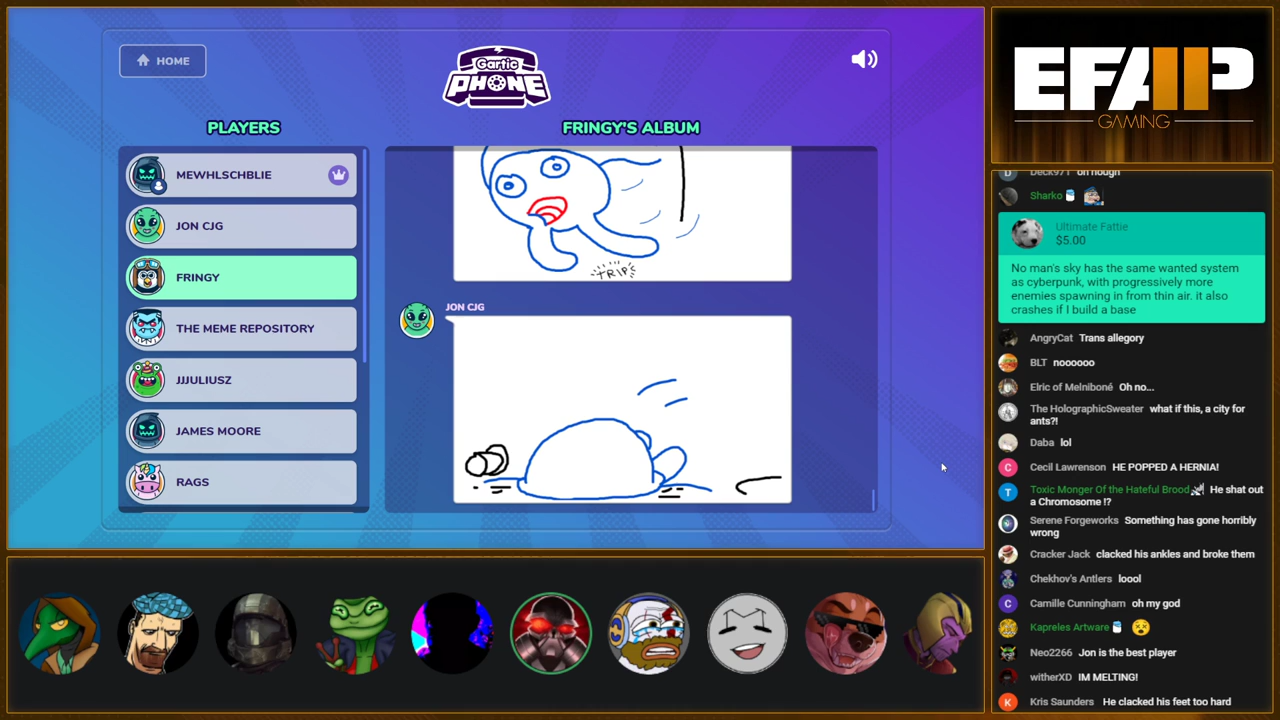 HOME
Gartic
PHONE
PLAYERS
MEWHLSCHBLIE
JON CJG
FRINGY
THE MEME REPOSITORY
JJJULIUSZ
JAMES MOORE
RAGS
FRINGY'S ALBUM
TRIP
JON CJG
EFAP
GAMING
Deck971 oh nough
Sharko
Ultimate Fattie
$5.00
No man's sky has the same wanted system
as cyberpunk, with progressively more
enemies spawning in from thin air. it also
crashes if I build a base
AngryCat Trans allegory
BLT noooooo
Elric of Melniboné Oh no...
The HolographicSweater what if this, a city for
ants?!
Daba lol
Cecil Lawrenson HE POPPED A HERNIA!
Toxic Monger Of the Hateful Brood He shat out
a Chromosome !?
Serene Forgeworks Something has gone horribly
wrong
Cracker Jack clacked his ankles and broke them
Chekhov's Antlers loool
Camille Cunningham oh my god
Kapreles Artware
Neo2266 Jon is the best player
witherXD IM MELTING!
Kris Saunders He clacked his feet too hard